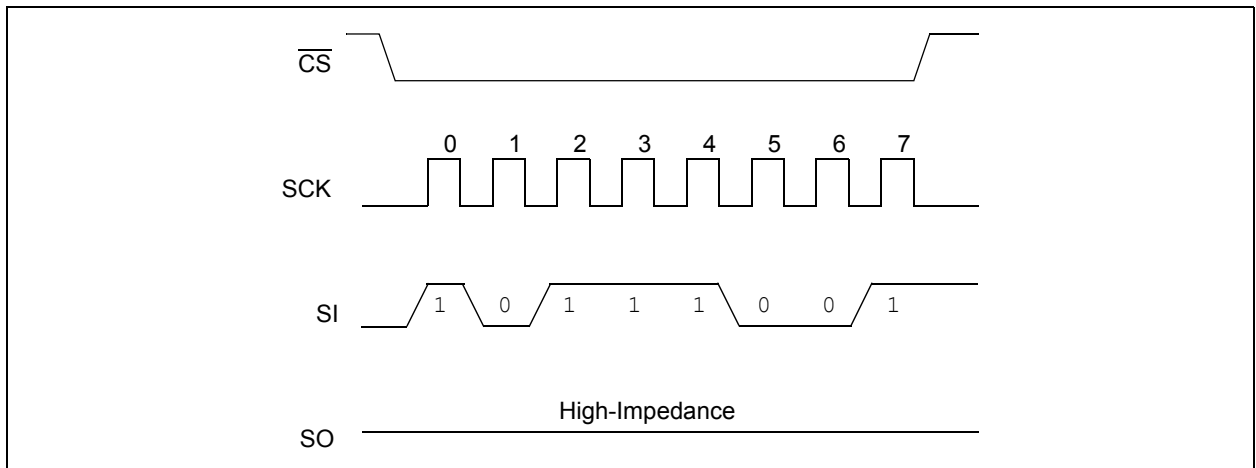 C̅S̅
0 1 2 3 4 5 6 7
SCK
SI 1 0 1 1 1 0 0 1
High-Impedance
SO